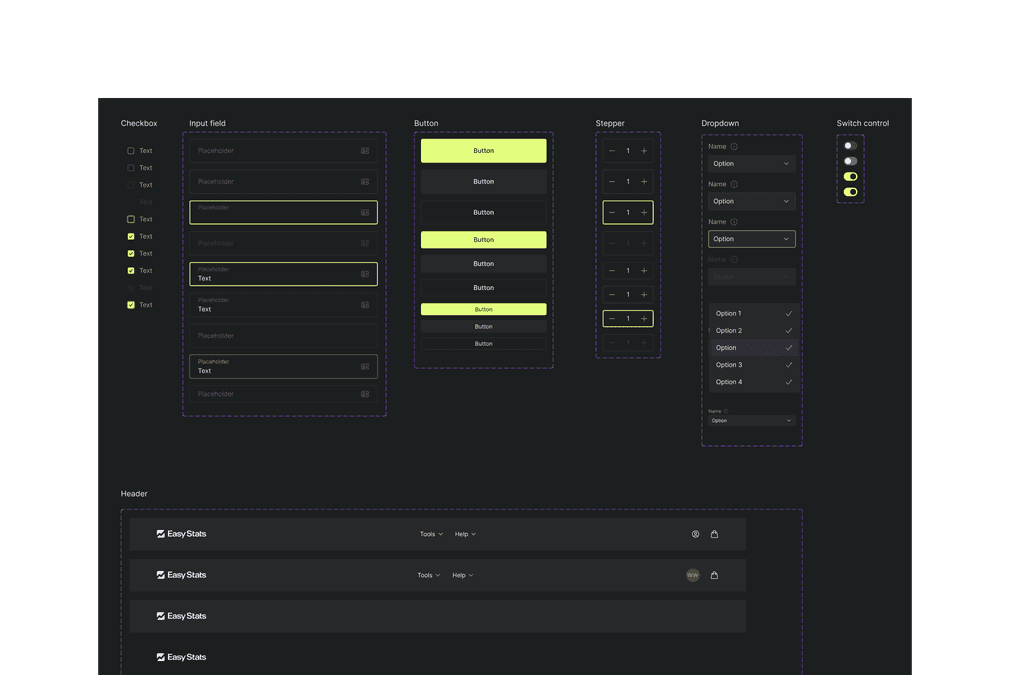 Checkbox
Text
Text
Text
Text
Text
Text
Text
Text
Text
Text
Input field
Placeholder
Placeholder
Placeholder
Placeholder
Placeholder
Text
Placeholder
Text
Placeholder
Placeholder
Text
Placeholder
Button
Button
Button
Button
Button
Button
Button
Button
Button
Button
Stepper
1
1
1
1
1
1
1
1
Dropdown
Name
Option
Name
Option
Name
Option
Name
Option
Option 1
Option 2
Option
Option 3
Option 4
Name
Option
Switch control
Header
Easy Stats
Tools
Help
Easy Stats
Tools
Help
WW
Easy Stats
Easy Stats